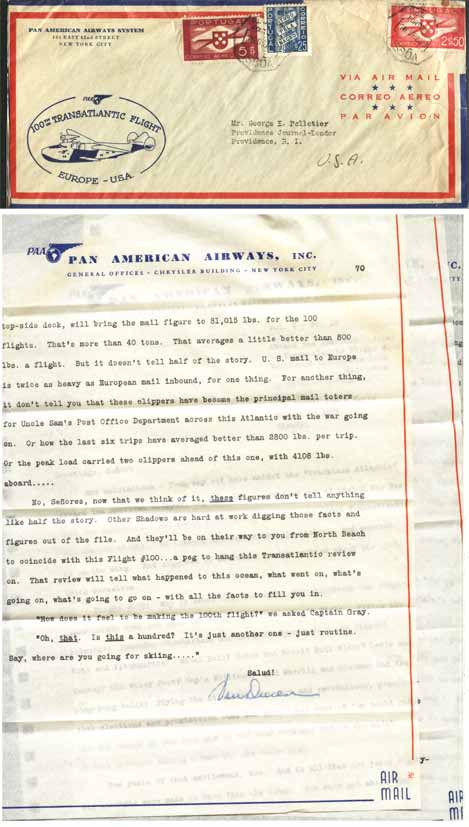 PAN AMERICAN AIRWAYS SYSTEM
NEW YORK CITY
PORTUGAL
5$
CORREIO AEREO
PORTUGAL
CORREIO
$25
PORTUGAL
2$50
CORREIO AEREO
PAA
100TH TRANSATLANTIC FLIGHT
EUROPE - USA
VIA AIR MAIL
CORREO AEREO
PAR AVION
Mr. George E. Pelletier
Providence Journal-Leader
Providence, R. I.
U.S.A.
PAA PAN AMERICAN AIRWAYS, INC.
GENERAL OFFICES - CHRYSLER BUILDING - NEW YORK CITY
70
top-side deck, will bring the mail figure to 81,015 lbs. for the 100
flights. That's more than 40 tons. That averages a little better than 800
lbs. a flight. But it doesn't tell half of the story. U. S. mail to Europe
is twice as heavy as European mail inbound, for one thing. For another thing,
it don't tell you that these clippers have become the principal mail toters
for Uncle Sam's Post Office Department across this Atlantic with the war going
on. Or how the last six trips have averaged better than 2800 lbs. per trip.
Or the peak load carried two clippers ahead of this one, with 4108 lbs.
aboard.....
No, Señores, now that we think of it, these figures don't tell anything
like half the story. Other Shadows are hard at work digging those facts and
figures out of the file. And they'll be on their way to you from North Beach
to coincide with this Flight #100...a peg to hang this Transatlantic review
on. That review will tell what happened to this ocean, what went on, what's
going on, what's going to go on - with all the facts to fill you in.
"How does it feel to be making the 100th flight?" we asked Captain Gray.
"Oh, that. Is this a hundred? It's just another one - just routine.
Say, where are you going for skiing....."
Salud!
AIR
MAIL
C.
CITY
y-
AIR
MI